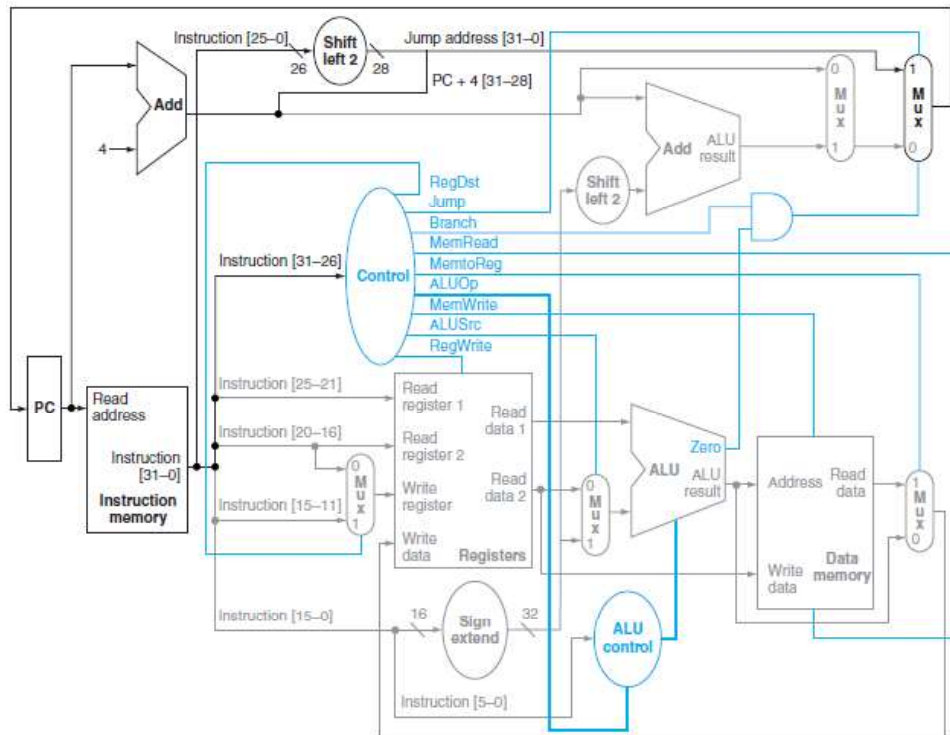 Instruction [25–0]
Shift
left 2
Jump address [31–0]
26
28
PC + 4 [31–28]
Add
4
0
M
u
x
1
1
M
u
x
0
Add
ALU
result
Shift
left 2
RegDst
Jump
Branch
MemRead
MemtoReg
ALUOp
MemWrite
ALUSrc
RegWrite
Instruction [31–26]
Control
PC
Read
address
Instruction
[31–0]
Instruction
memory
Instruction [25–21]
Instruction [20–16]
Instruction [15–11]
0
M
u
x
1
Read
register 1
Read
register 2
Write
register
Write
data
Read
data 1
Read
data 2
Registers
0
M
u
x
1
Zero
ALU
ALU
result
Address
Read
data
Write
data
Data
memory
1
M
u
x
0
Instruction [15–0]
16
Sign
extend
32
ALU
control
Instruction [5–0]